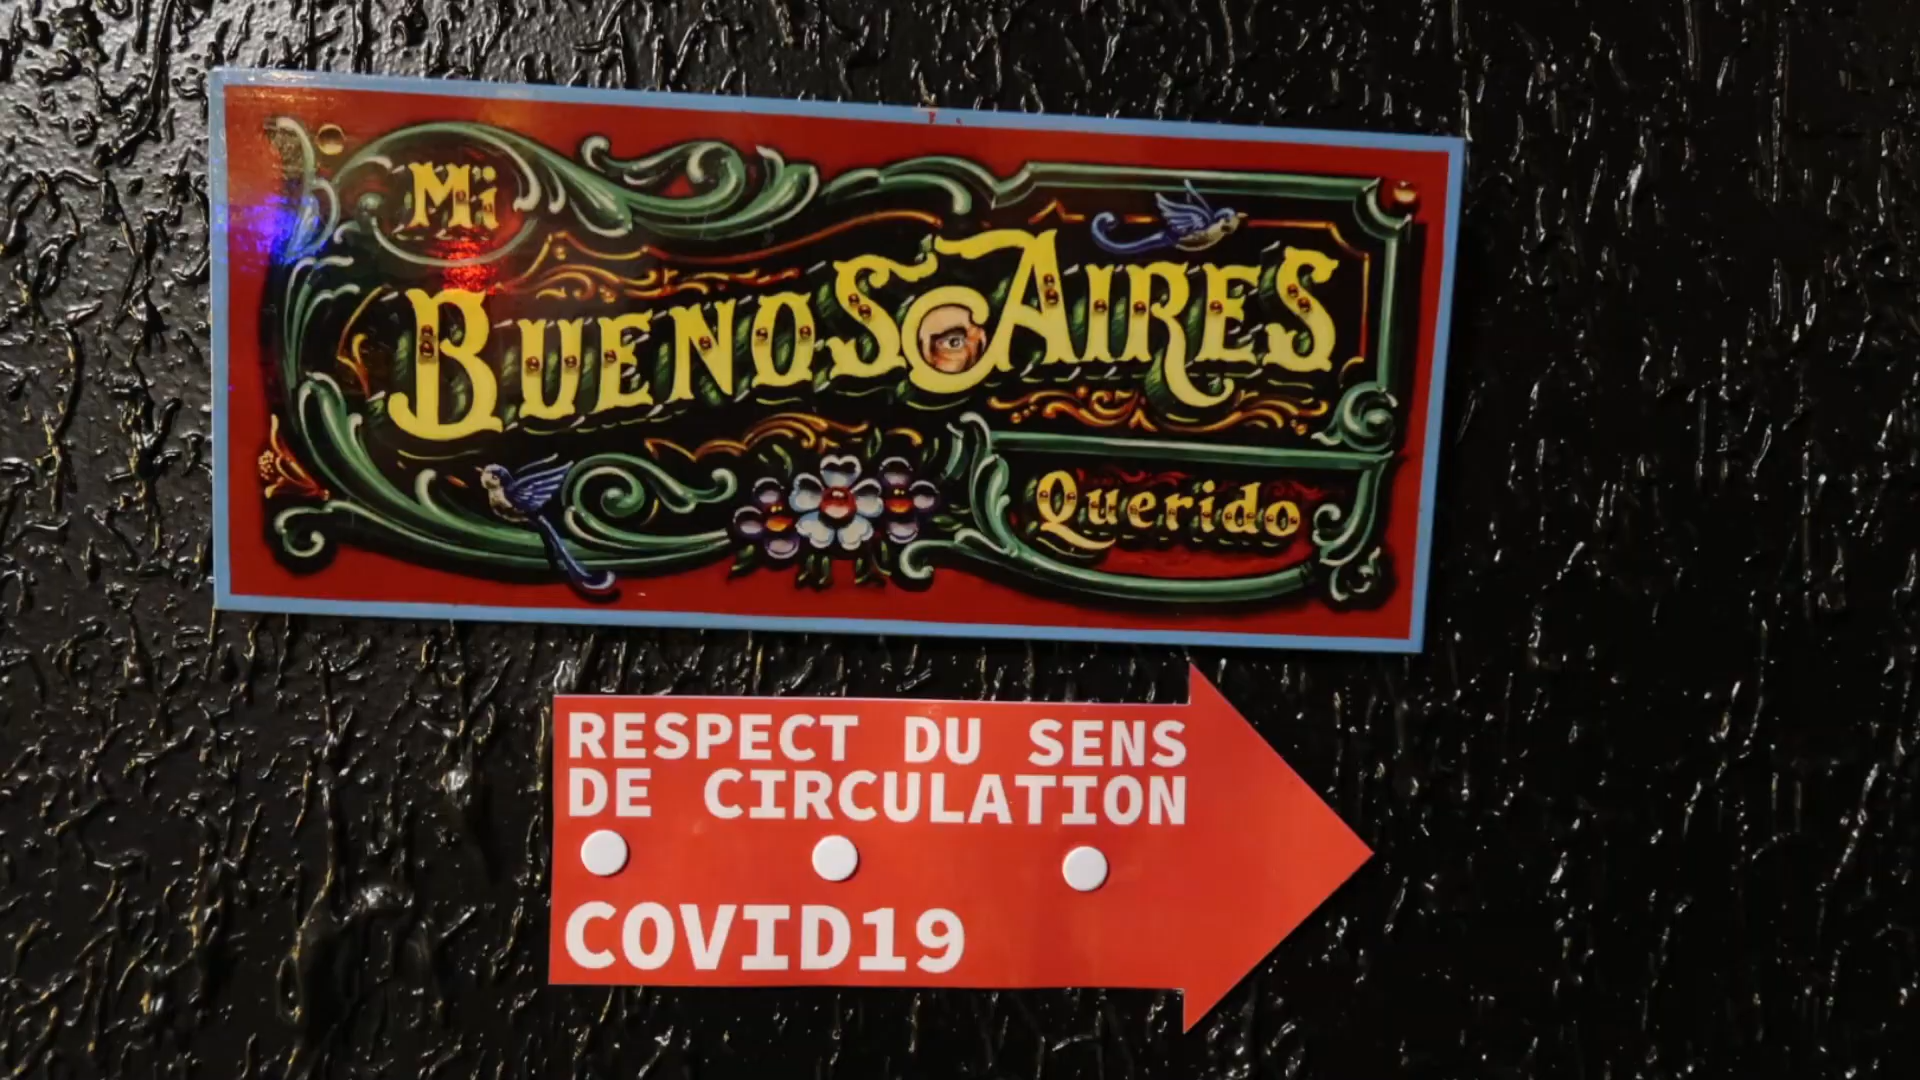 Mi
BUENOS AIRES
Querido
RESPECT DU SENS
DE CIRCULATION
COVID19